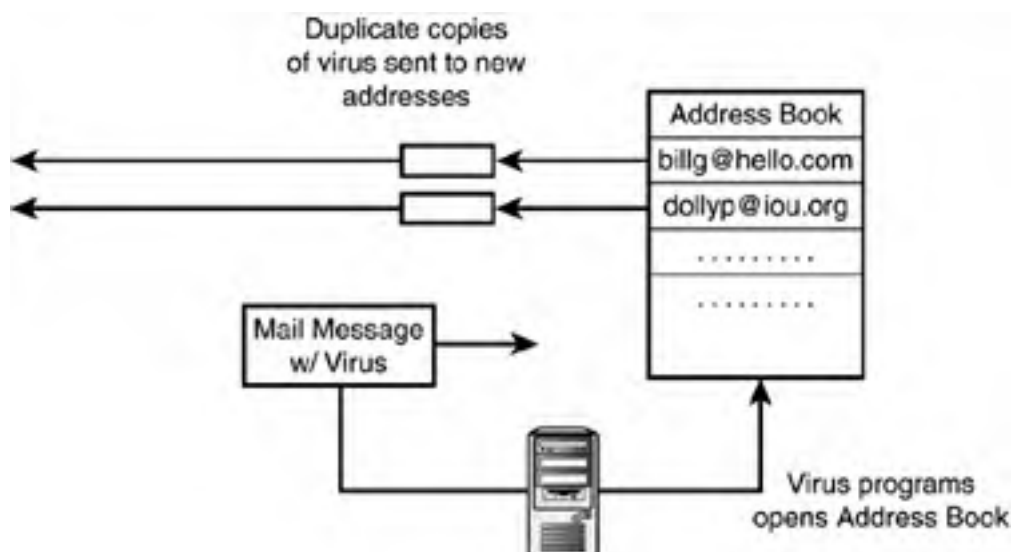 Duplicate copies
of virus sent to new
addresses
Address Book
billg@hello.com
dollyp@iou.org
. . . . . . . . .
. . . . . . . . .
Mail Message
w/ Virus
Virus programs
opens Address Book